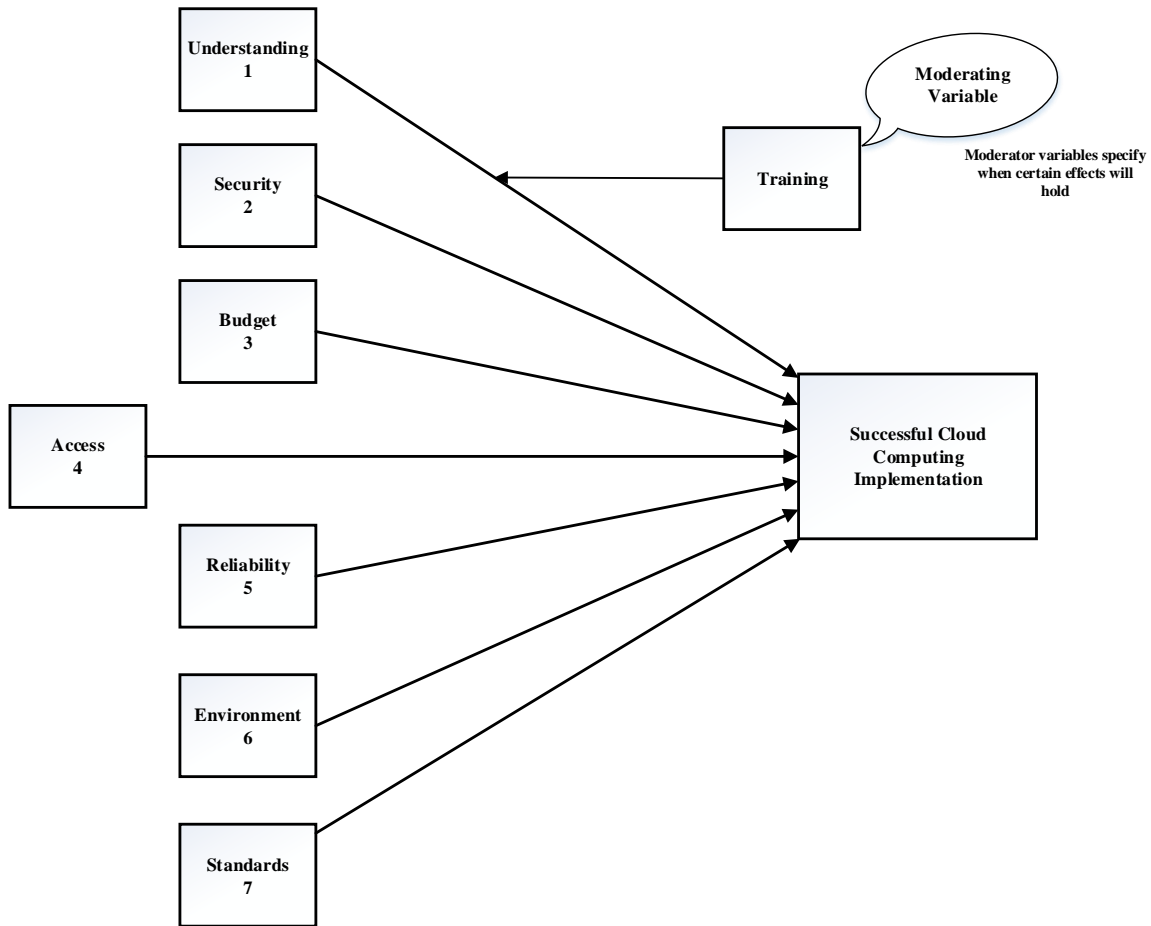 Understanding
1
Moderating
Variable
Moderator variables specify
when certain effects will
hold
Training
Security
2
Budget
3
Access
4
Successful Cloud
Computing
Implementation
Reliability
5
Environment
6
Standards
7